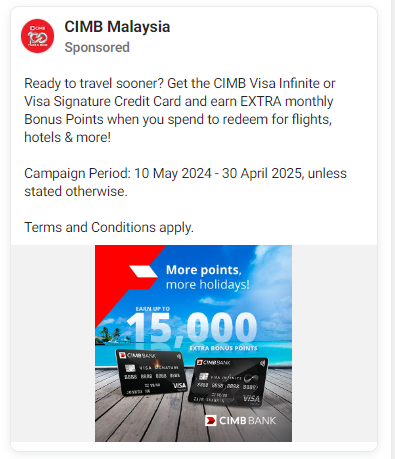 CIMB Malaysia
Sponsored
Ready to travel sooner? Get the CIMB Visa Infinite or
Visa Signature Credit Card and earn EXTRA monthly
Bonus Points when you spend to redeem for flights,
hotels & more!
Campaign Period: 10 May 2024 - 30 April 2025, unless
stated otherwise.
Terms and Conditions apply.
More points,
more holidays!
EARN UP TO
15,000
EXTRA BONUS POINTS
CIMB BANK
VISA SIGNATURE
VISA
CIMB BANK
VISA INFINITE
VISA
CIMB BANK